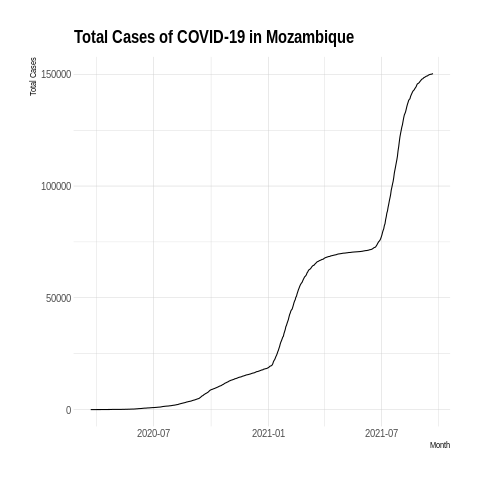 Total Cases of COVID-19 in Mozambique
Total Cases
150000
100000
50000
0
2020-07
2021-01
2021-07
Month